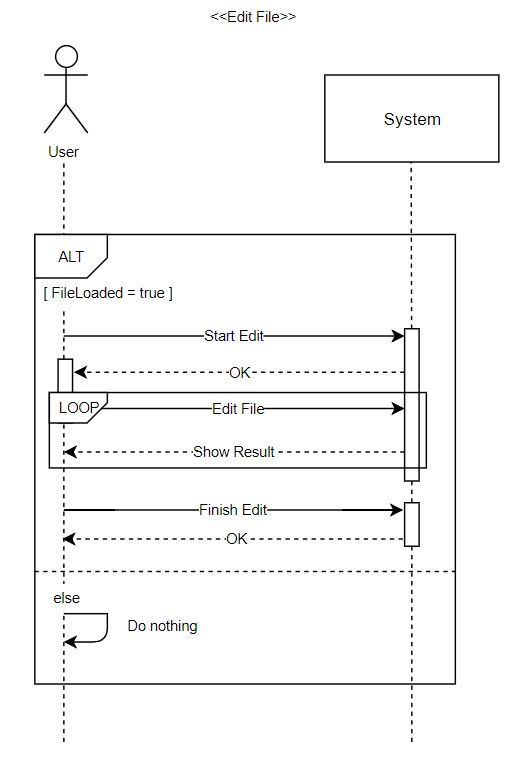 <<Edit File>>
User
System
ALT
[ FileLoaded = true ]
Start Edit
OK
LOOP
Edit File
Show Result
Finish Edit
OK
else
Do nothing